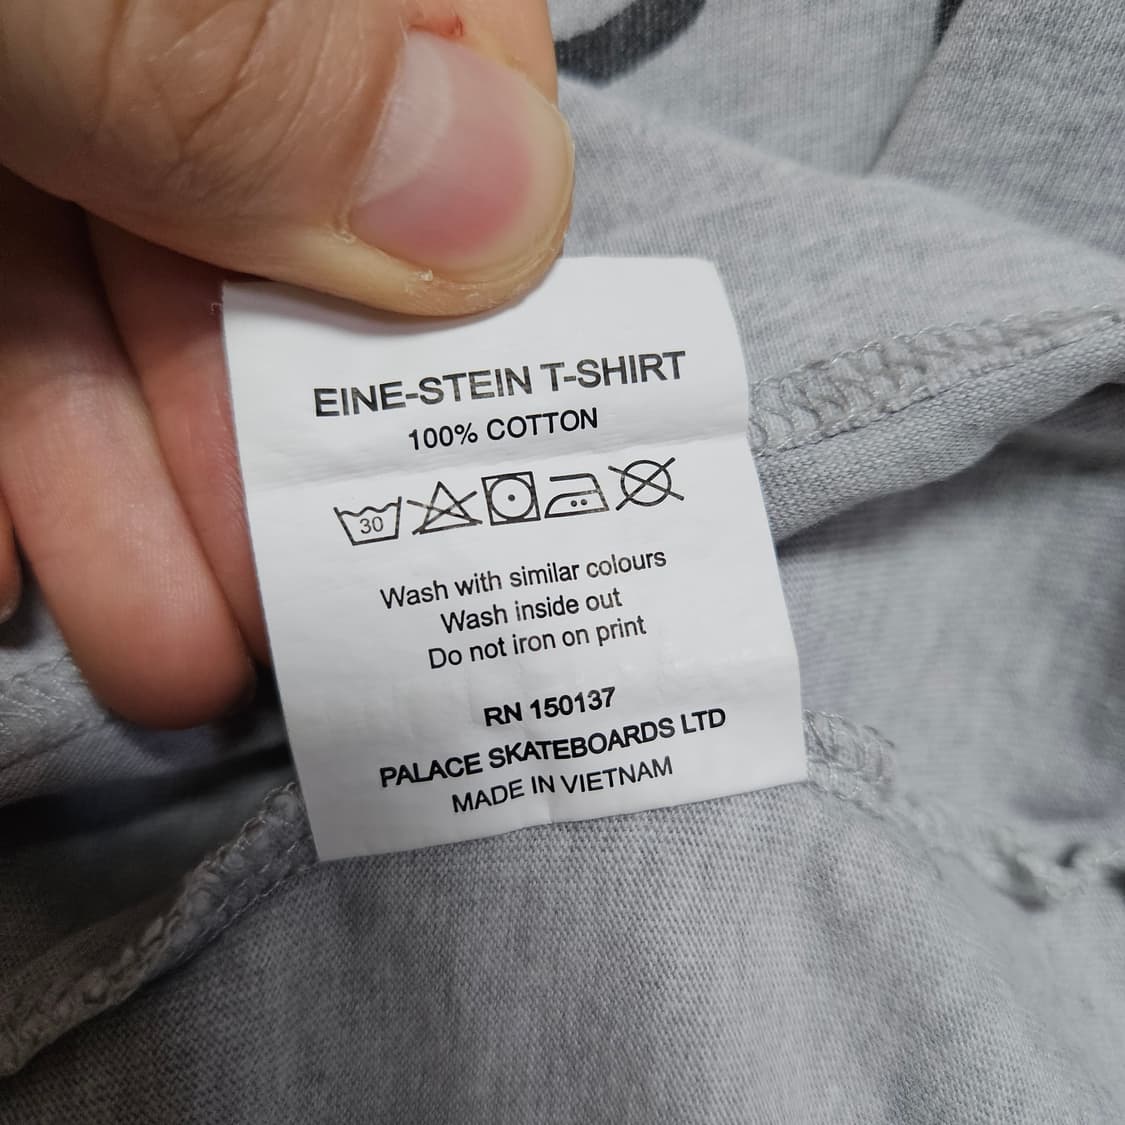 EINE-STEIN T-SHIRT
100% COTTON
30
Wash with similar colours
Wash inside out
Do not iron on print
RN 150137
PALACE SKATEBOARDS LTD
MADE IN VIETNAM